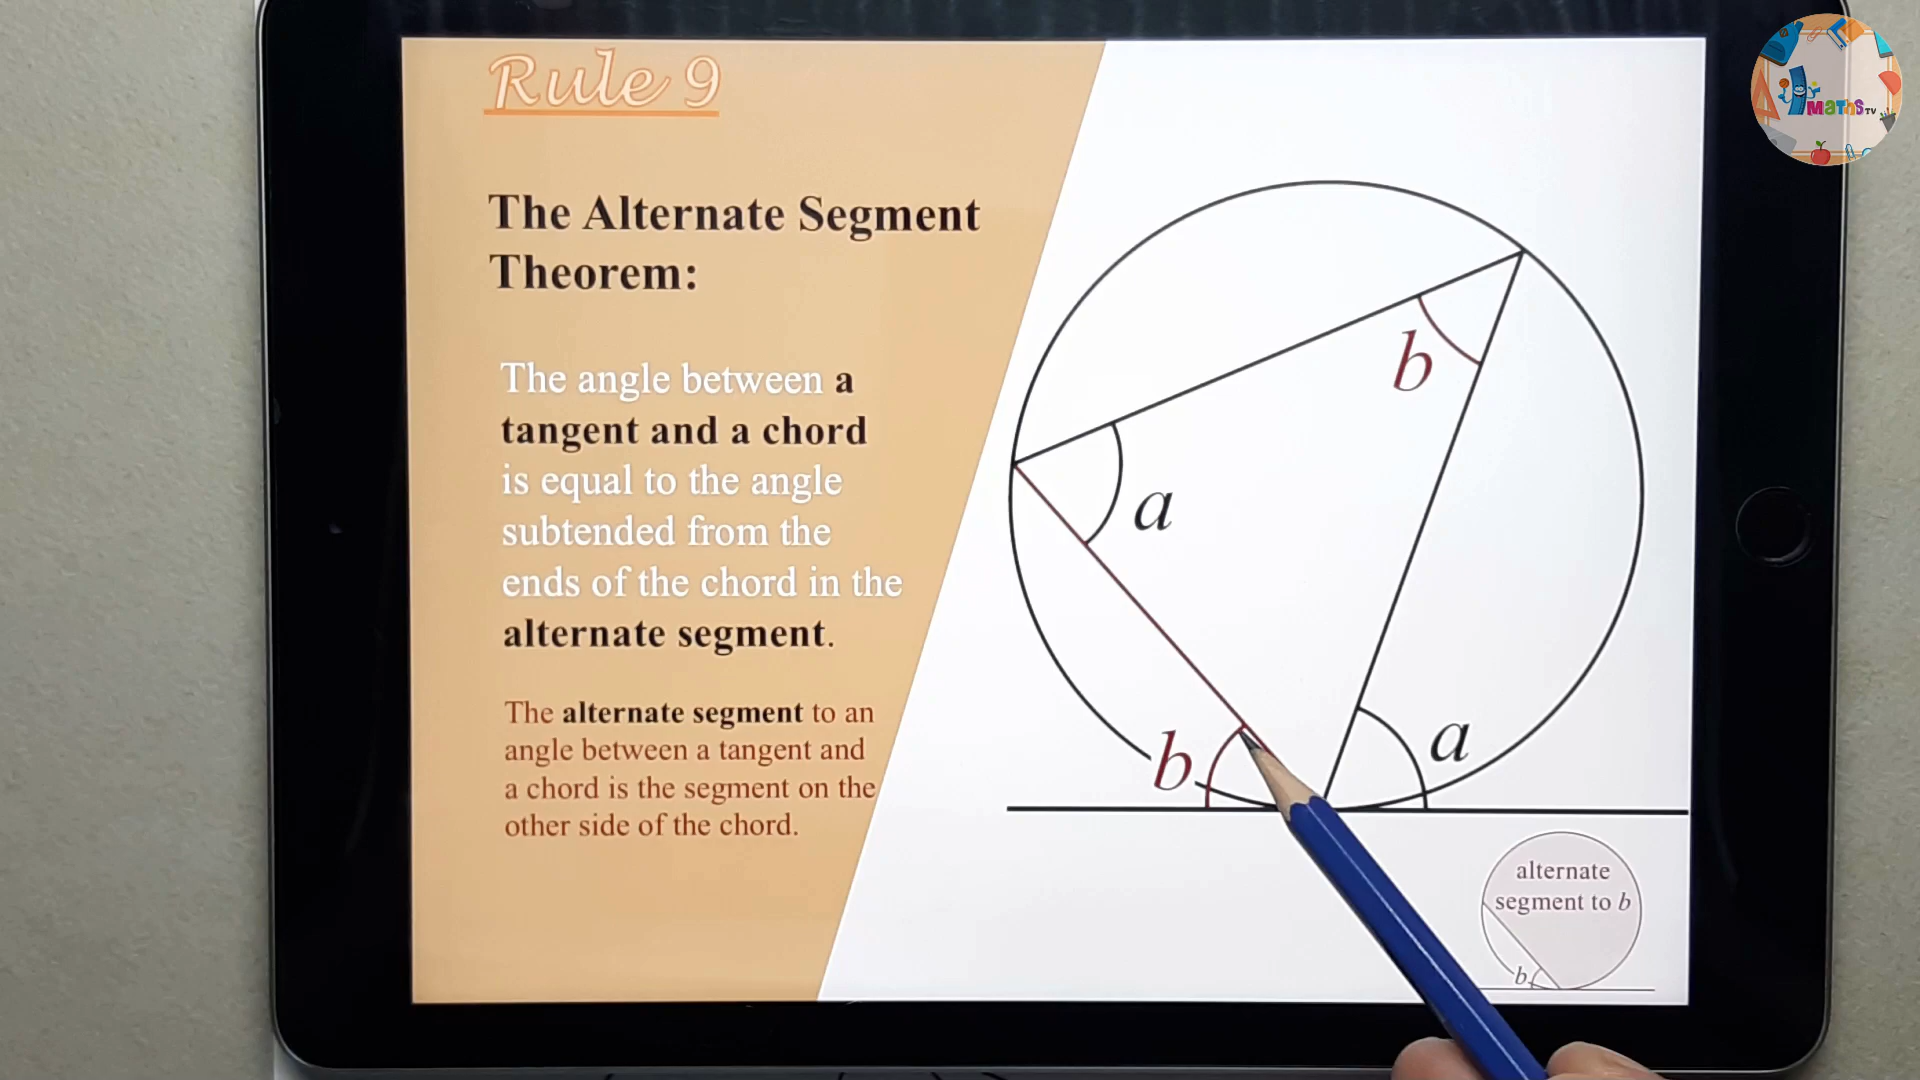 Rule 9
The Alternate Segment
Theorem:
The angle between a
tangent and a chord
is equal to the angle
subtended from the
ends of the chord in the
alternate segment.
The alternate segment to an
angle between a tangent and
a chord is the segment on the
other side of the chord.
b
a
b
a
alternate
segment to b
b
MATHS TV